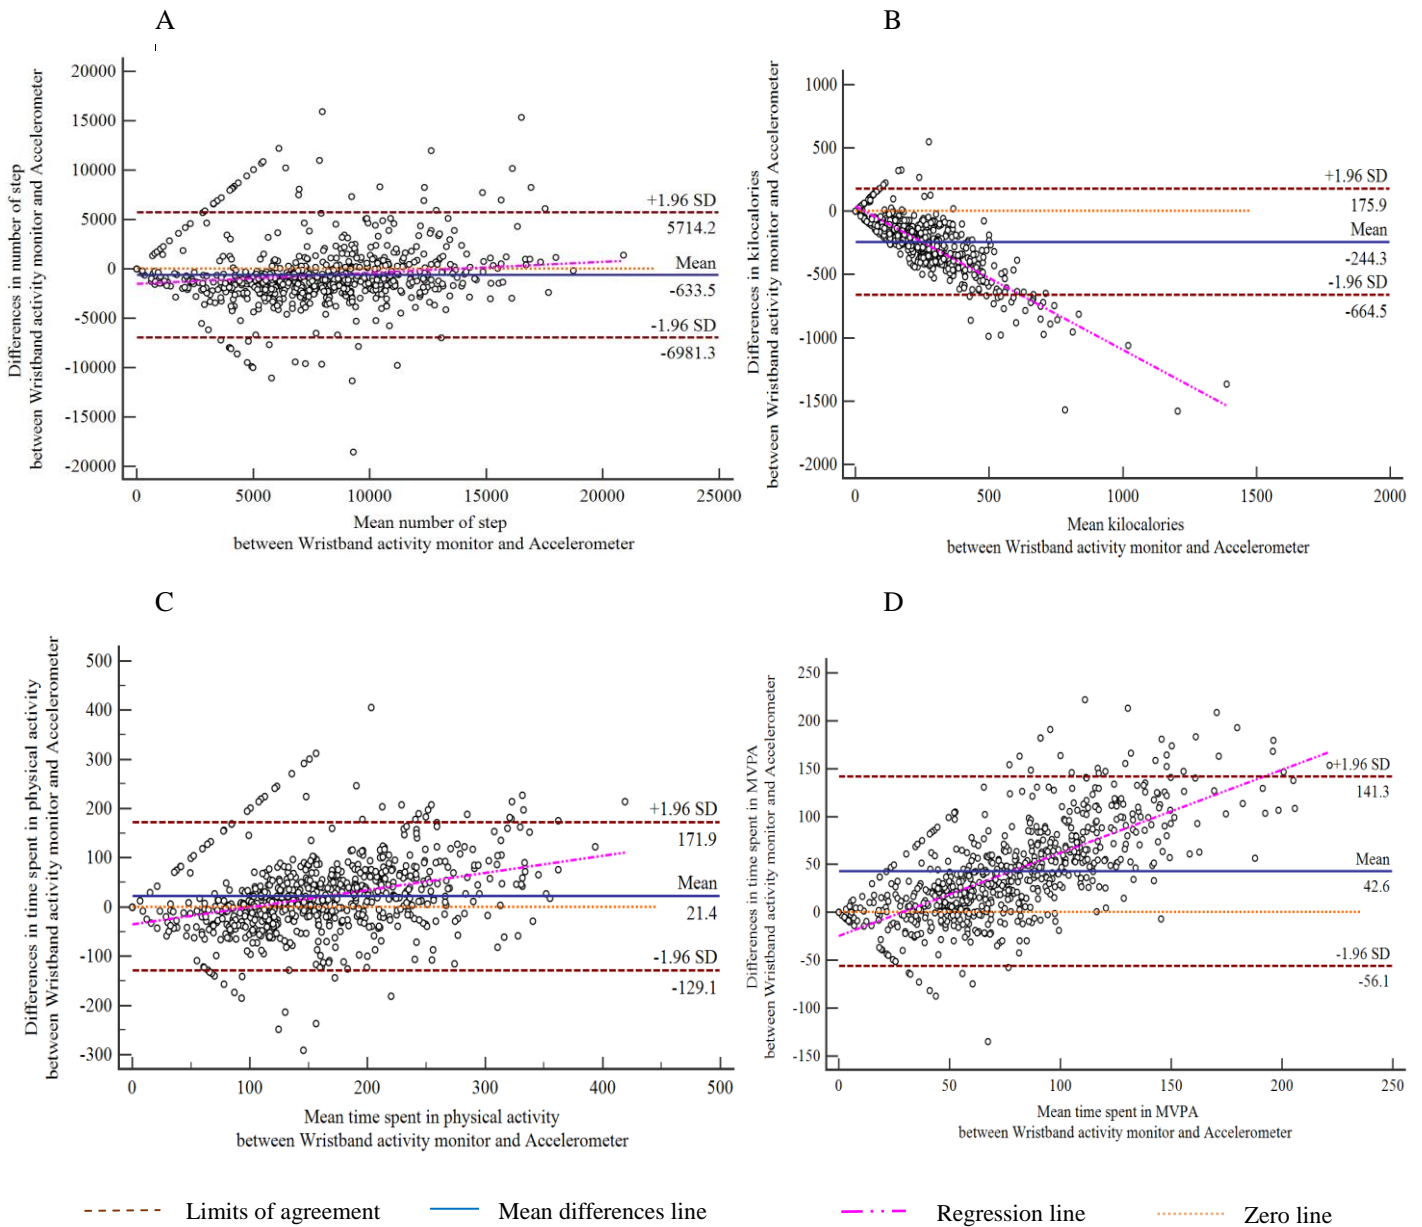 A
Differences in number of step
between Wristband activity monitor and Accelerometer
20000
15000
10000
5000
0
-5000
-10000
-15000
-20000
+1.96 SD
5714.2
Mean
-633.5
-1.96 SD
-6981.3
0 5000 10000 15000 20000 25000
Mean number of step
between Wristband activity monitor and Accelerometer
B
Differences in kilocalories
between Wristband activity monitor and Accelerometer
1000
500
0
-500
-1000
-1500
-2000
+1.96 SD
175.9
Mean
-244.3
-1.96 SD
-664.5
0 500 1000 1500 2000
Mean kilocalories
between Wristband activity monitor and Accelerometer
C
Differences in time spent in physical activity
between Wristband activity monitor and Accelerometer
500
400
300
200
100
0
-100
-200
-300
+1.96 SD
171.9
Mean
21.4
-1.96 SD
-129.1
0 100 200 300 400 500
Mean time spent in physical activity
between Wristband activity monitor and Accelerometer
D
Differences in time spent in MVPA
between Wristband activity monitor and Accelerometer
250
200
150
100
50
0
-50
-100
-150
+1.96 SD
141.3
Mean
42.6
-1.96 SD
-56.1
0 50 100 150 200 250
Mean time spent in MVPA
between Wristband activity monitor and Accelerometer
Limits of agreement Mean differences line Regression line Zero line